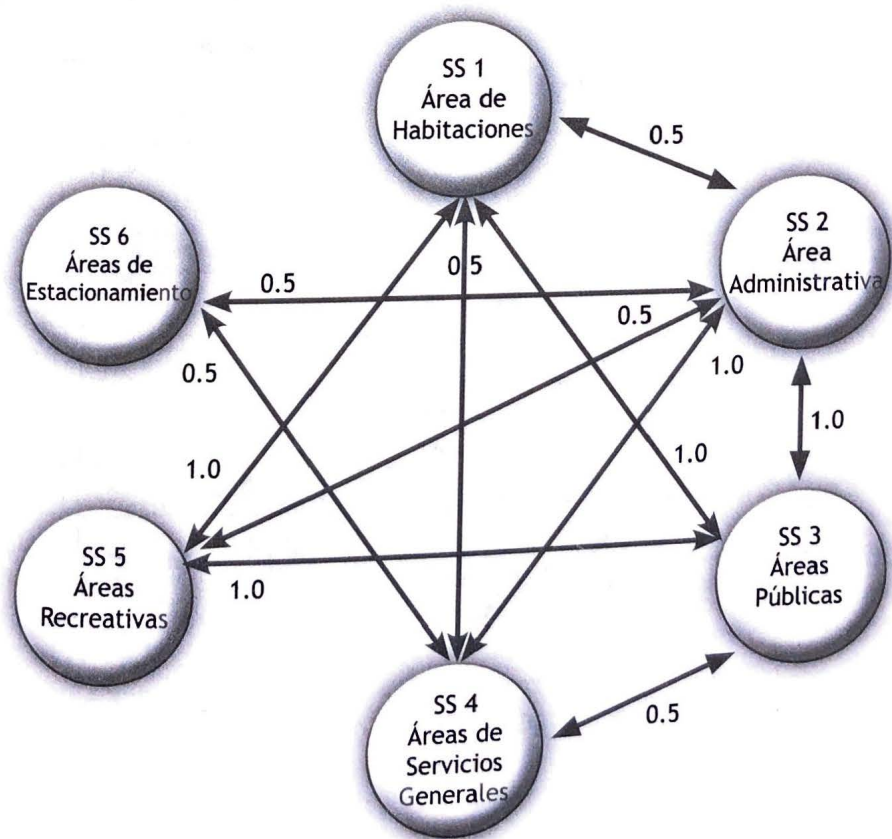 SS 1
Área de
Habitaciones
0.5
SS 2
Área
Administrativa
SS 6
Áreas de
Estacionamiento
0.5
0.5
0.5
0.5
1.0
1.0
1.0
1.0
SS 5
Áreas
Recreativas
1.0
SS 3
Áreas
Públicas
SS 4
Áreas de
Servicios
Generales
0.5